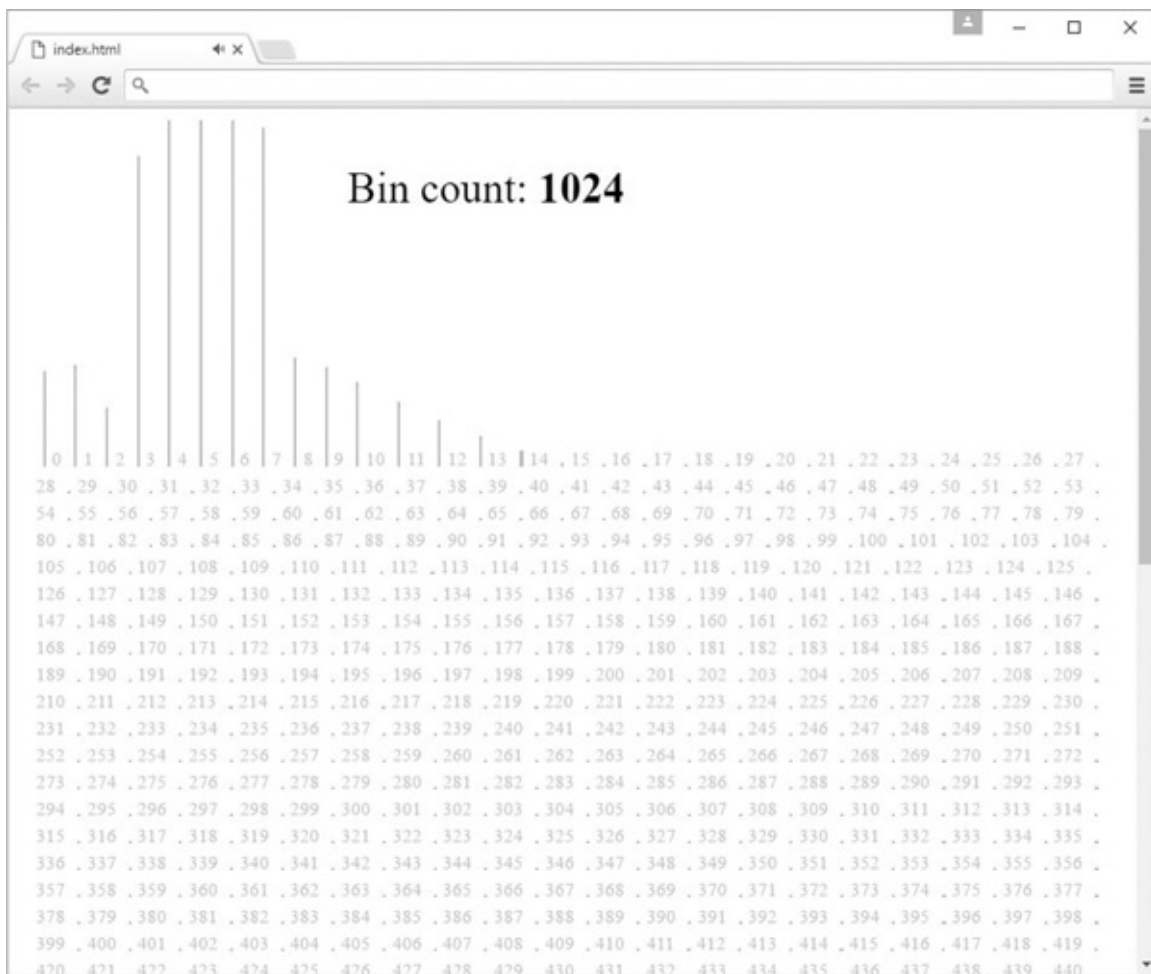 index.html
Bin count: 1024
0 1 2 3 4 5 6 7 8 9 10 11 12 13 14 . 15 . 16 . 17 . 18 . 19 . 20 . 21 . 22 . 23 . 24 . 25 . 26 . 27 .
28 . 29 . 30 . 31 . 32 . 33 . 34 . 35 . 36 . 37 . 38 . 39 . 40 . 41 . 42 . 43 . 44 . 45 . 46 . 47 . 48 . 49 . 50 . 51 . 52 . 53 .
54 . 55 . 56 . 57 . 58 . 59 . 60 . 61 . 62 . 63 . 64 . 65 . 66 . 67 . 68 . 69 . 70 . 71 . 72 . 73 . 74 . 75 . 76 . 77 . 78 . 79 .
80 . 81 . 82 . 83 . 84 . 85 . 86 . 87 . 88 . 89 . 90 . 91 . 92 . 93 . 94 . 95 . 96 . 97 . 98 . 99 . 100 . 101 . 102 . 103 . 104 .
105 . 106 . 107 . 108 . 109 . 110 . 111 . 112 . 113 . 114 . 115 . 116 . 117 . 118 . 119 . 120 . 121 . 122 . 123 . 124 . 125 .
126 . 127 . 128 . 129 . 130 . 131 . 132 . 133 . 134 . 135 . 136 . 137 . 138 . 139 . 140 . 141 . 142 . 143 . 144 . 145 . 146 .
147 . 148 . 149 . 150 . 151 . 152 . 153 . 154 . 155 . 156 . 157 . 158 . 159 . 160 . 161 . 162 . 163 . 164 . 165 . 166 . 167 .
168 . 169 . 170 . 171 . 172 . 173 . 174 . 175 . 176 . 177 . 178 . 179 . 180 . 181 . 182 . 183 . 184 . 185 . 186 . 187 . 188 .
189 . 190 . 191 . 192 . 193 . 194 . 195 . 196 . 197 . 198 . 199 . 200 . 201 . 202 . 203 . 204 . 205 . 206 . 207 . 208 . 209 .
210 . 211 . 212 . 213 . 214 . 215 . 216 . 217 . 218 . 219 . 220 . 221 . 222 . 223 . 224 . 225 . 226 . 227 . 228 . 229 . 230 .
231 . 232 . 233 . 234 . 235 . 236 . 237 . 238 . 239 . 240 . 241 . 242 . 243 . 244 . 245 . 246 . 247 . 248 . 249 . 250 . 251 .
252 . 253 . 254 . 255 . 256 . 257 . 258 . 259 . 260 . 261 . 262 . 263 . 264 . 265 . 266 . 267 . 268 . 269 . 270 . 271 . 272 .
273 . 274 . 275 . 276 . 277 . 278 . 279 . 280 . 281 . 282 . 283 . 284 . 285 . 286 . 287 . 288 . 289 . 290 . 291 . 292 . 293 .
294 . 295 . 296 . 297 . 298 . 299 . 300 . 301 . 302 . 303 . 304 . 305 . 306 . 307 . 308 . 309 . 310 . 311 . 312 . 313 . 314 .
315 . 316 . 317 . 318 . 319 . 320 . 321 . 322 . 323 . 324 . 325 . 326 . 327 . 328 . 329 . 330 . 331 . 332 . 333 . 334 . 335 .
336 . 337 . 338 . 339 . 340 . 341 . 342 . 343 . 344 . 345 . 346 . 347 . 348 . 349 . 350 . 351 . 352 . 353 . 354 . 355 . 356 .
357 . 358 . 359 . 360 . 361 . 362 . 363 . 364 . 365 . 366 . 367 . 368 . 369 . 370 . 371 . 372 . 373 . 374 . 375 . 376 . 377 .
378 . 379 . 380 . 381 . 382 . 383 . 384 . 385 . 386 . 387 . 388 . 389 . 390 . 391 . 392 . 393 . 394 . 395 . 396 . 397 . 398 .
399 . 400 . 401 . 402 . 403 . 404 . 405 . 406 . 407 . 408 . 409 . 410 . 411 . 412 . 413 . 414 . 415 . 416 . 417 . 418 . 419 .
420 421 422 423 424 425 426 427 428 429 430 431 432 433 434 435 436 437 438 439 440